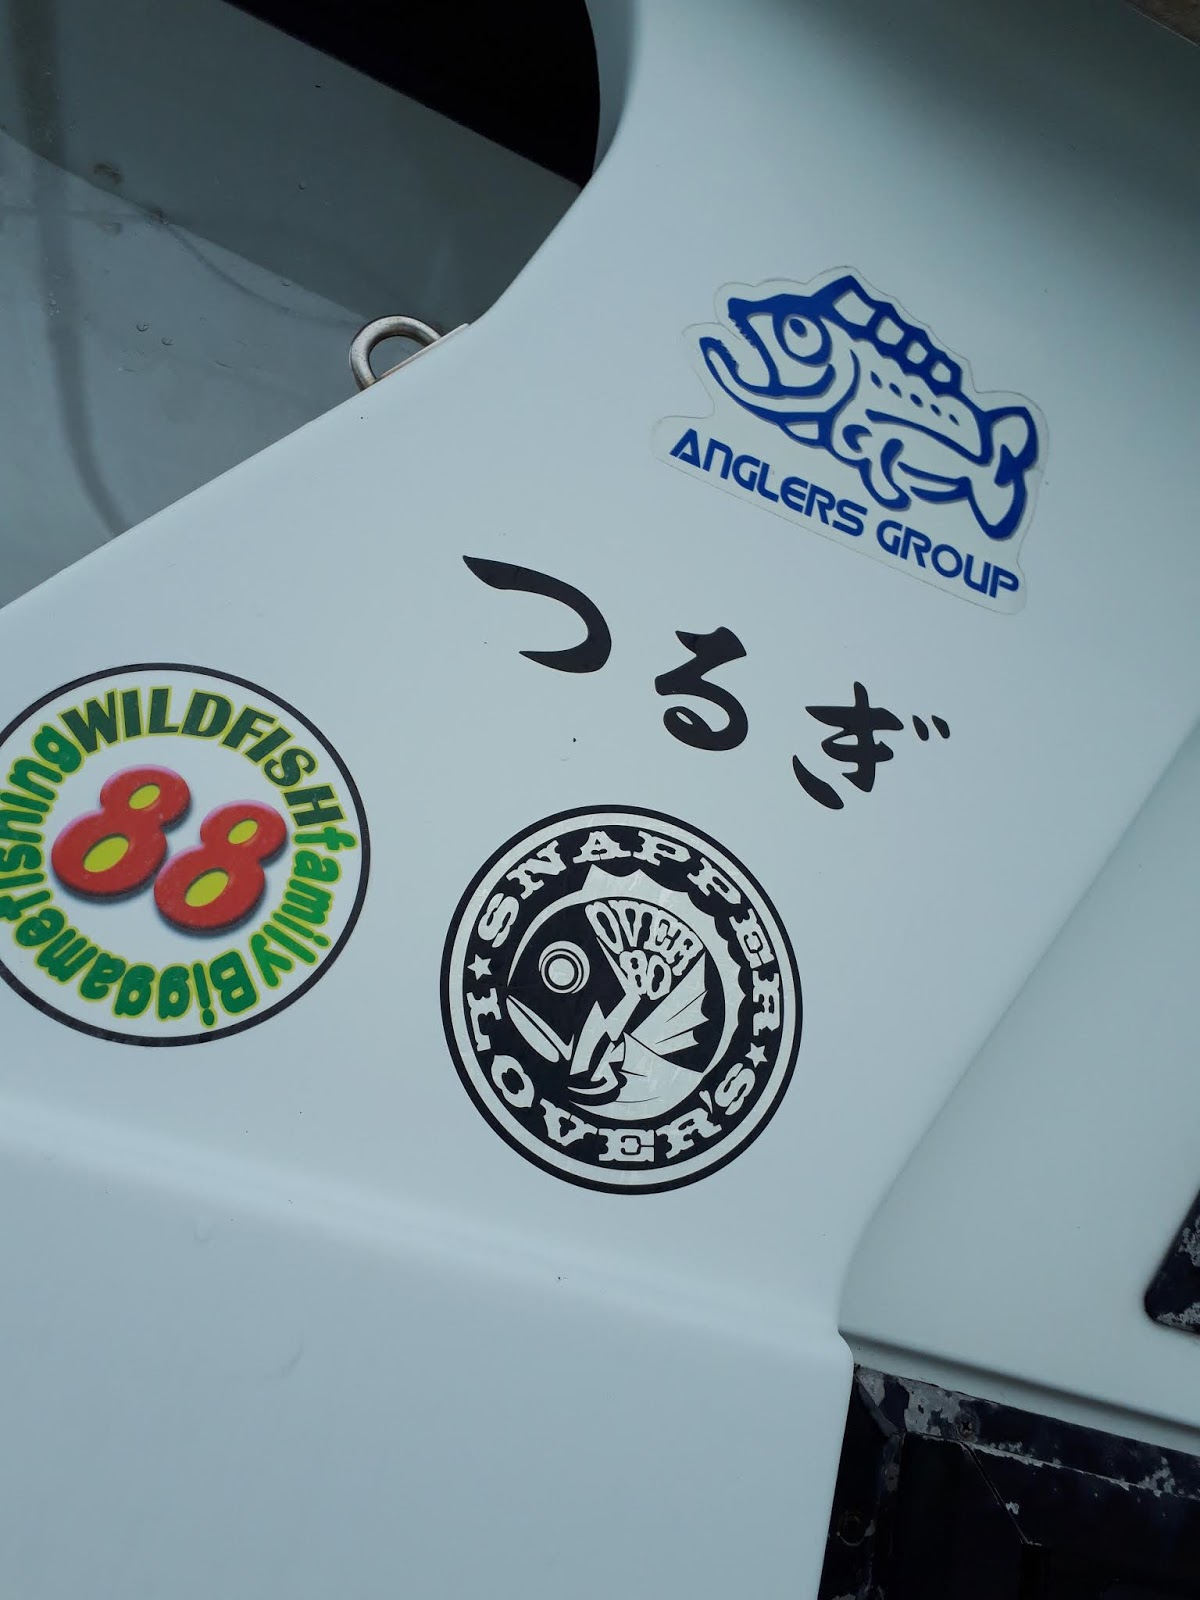 ANGLERS GROUP
つるぎ
WILDFISH family Biggame fishing
88
SNAPPER
OVER
80
LOVER'S